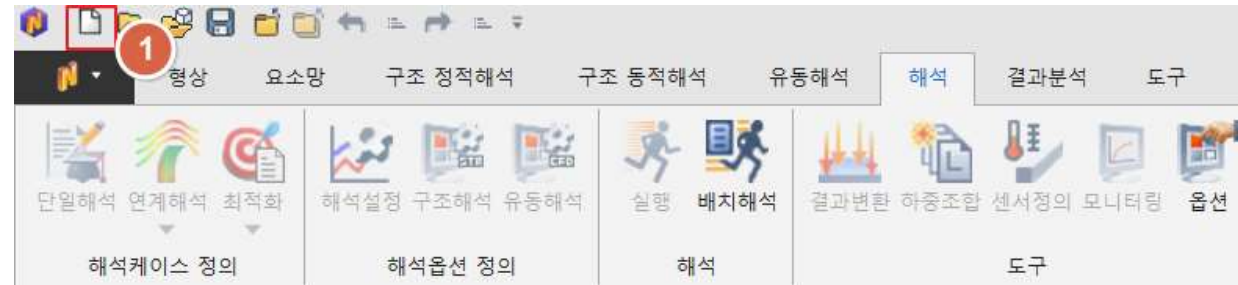 1
형상 요소망 구조 정적해석 구조 동적해석 유동해석 해석 결과분석 도구
단일해석 연계해석 최적화 해석설정 구조해석 유동해석 실행 배치해석 결과변환 하중조합 센서정의 모니터링 옵션
해석케이스 정의 해석옵션 정의 해석 도구